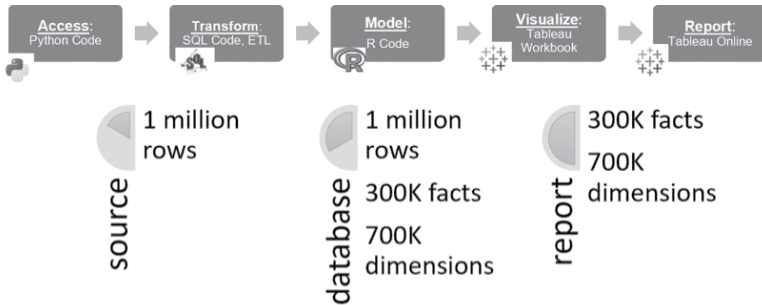 Access:
Python Code
Transform:
SQL Code, ETL
Model:
R Code
Visualize:
Tableau
Workbook
Report:
Tableau Online
SQL
R
source
1 million
rows
database
1 million
rows
300K facts
700K
dimensions
report
300K facts
700K
dimensions